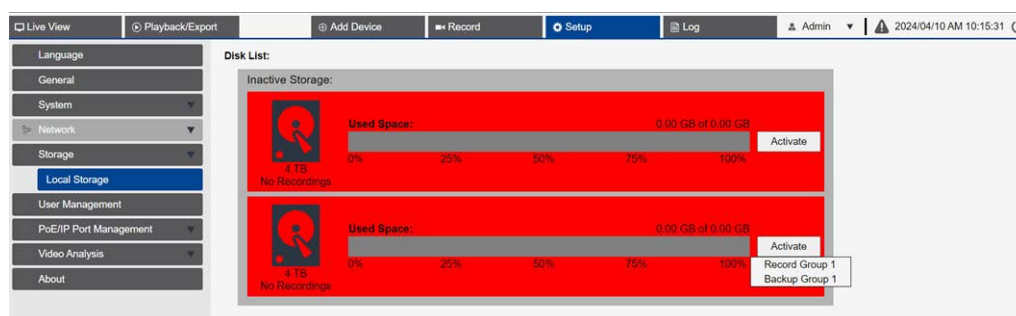 Live View Playback/Export Add Device Record Setup Log Admin 2024/04/10 AM 10:15:31
Language
General
System
Network
Storage
Local Storage
User Management
PoE/IP Port Management
Video Analysis
About
Disk List:
Inactive Storage:
Used Space: 0.00 GB of 0.00 GB
Activate
0% 25% 50% 75% 100%
4 TB
No Recordings
Used Space: 0.00 GB of 0.00 GB
Activate
0% 25% 50% 75% 100%
Record Group 1
4 TB
Backup Group 1
No Recordings